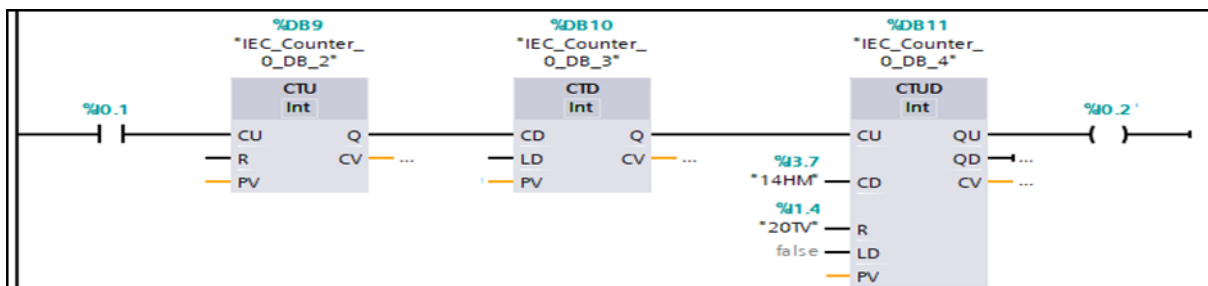 %DB9 %DB10 %DB11
"IEC_Counter_ "IEC_Counter_ "IEC_Counter_
0_DB_2" 0_DB_3" 0_DB_4"
CTU CTD CTUD
%I0.1 Int Int Int %I0.2
CU Q CD Q CU QU
R CV ... LD CV ... %I3.7 QD ...
PV PV "14HM" CD CV ...
%I1.4
"20TV" R
false LD
PV